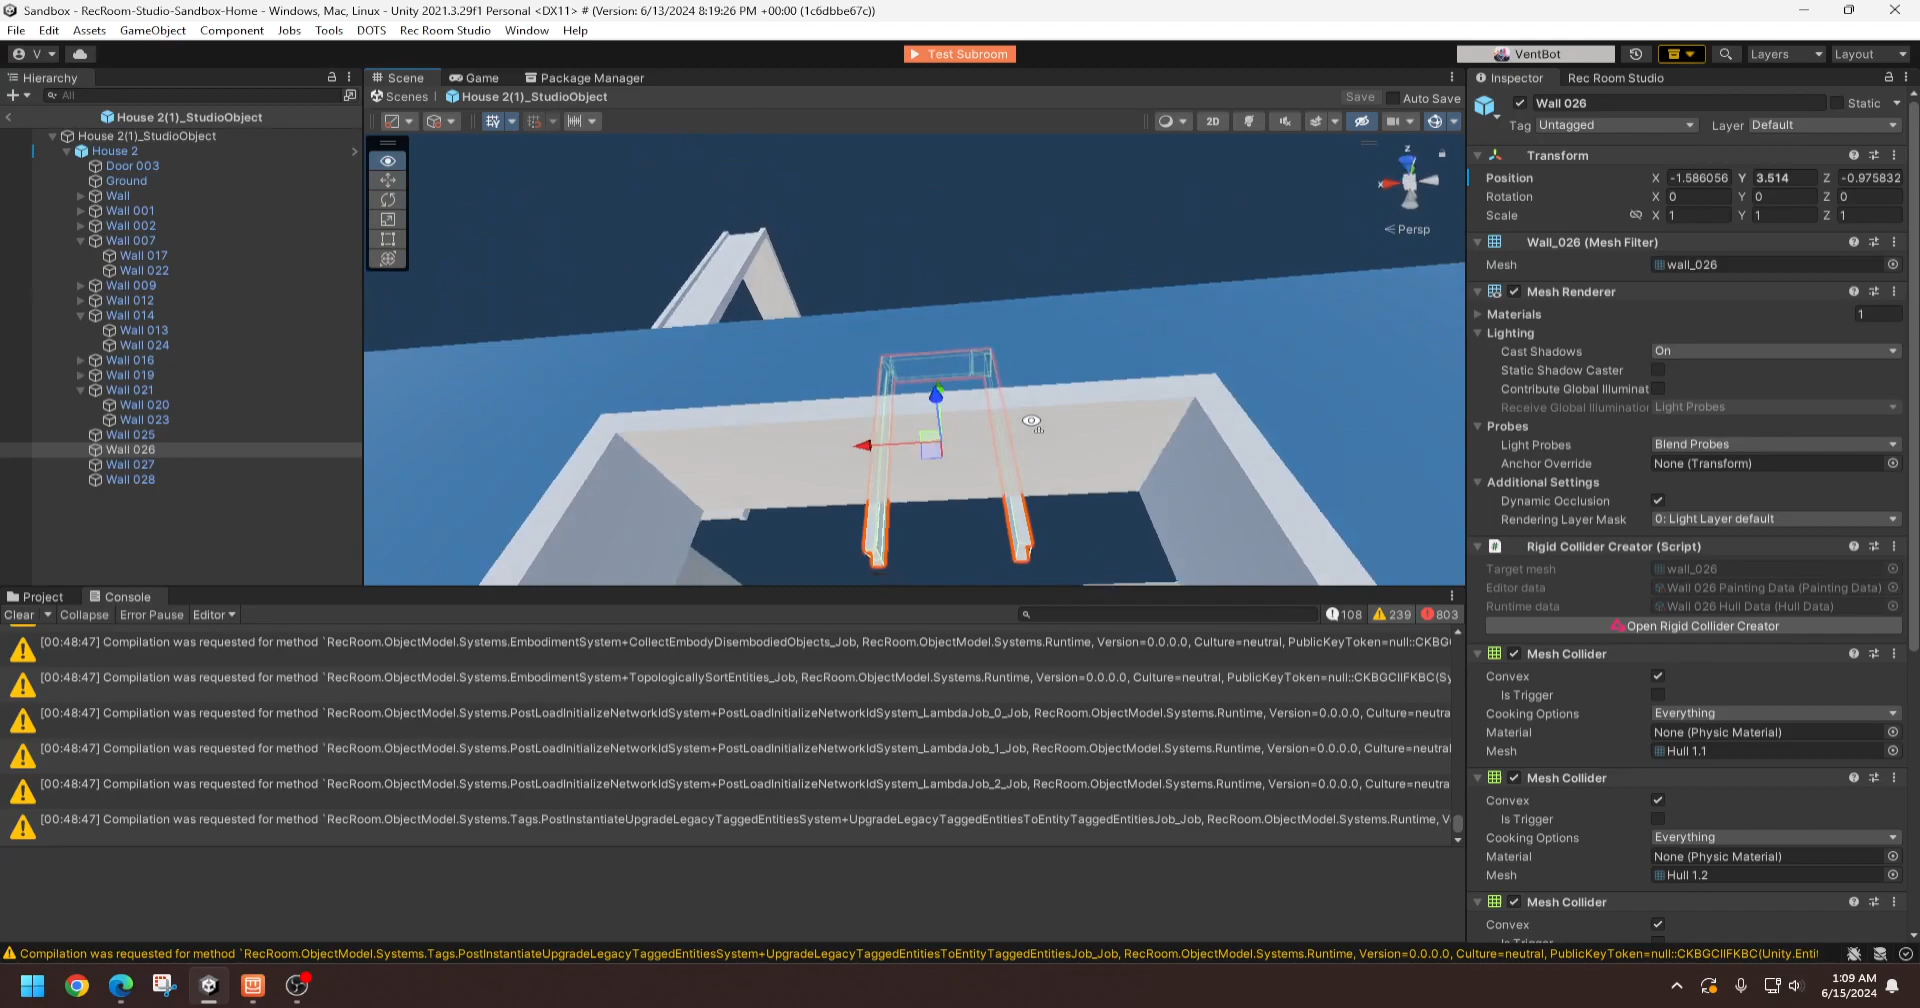 Sandbox - RecRoom-Studio-Sandbox-Home - Windows, Mac, Linux - Unity 2021.3.29f1 Personal <DX11> # (Version: 6/13/2024 8:19:26 PM +00:00 (1c6dbbe67c))
File Edit Assets GameObject Component Jobs Tools DOTS Rec Room Studio Window Help
V Test Subroom VentBot Layers Layout
Hierarchy
All
House 2(1)_StudioObject
House 2(1)_StudioObject
House 2
Door 003
Ground
Wall
Wall 001
Wall 002
Wall 007
Wall 017
Wall 022
Wall 009
Wall 012
Wall 014
Wall 013
Wall 024
Wall 016
Wall 019
Wall 021
Wall 020
Wall 023
Wall 025
Wall 026
Wall 027
Wall 028
Scene Game Package Manager
Scenes House 2(1)_StudioObject Save Auto Save
2D
z
x
Persp
Inspector Rec Room Studio
Wall 026 Static
Tag Untagged Layer Default
Transform
Position X -1.586056 Y 3.514 Z -0.975832
Rotation X 0 Y 0 Z 0
Scale X 1 Y 1 Z 1
Wall_026 (Mesh Filter)
Mesh wall_026
Mesh Renderer
Materials 1
Lighting
Cast Shadows On
Static Shadow Caster
Contribute Global Illuminat
Receive Global Illumination Light Probes
Probes
Light Probes Blend Probes
Anchor Override None (Transform)
Additional Settings
Dynamic Occlusion
Rendering Layer Mask 0: Light Layer default
# Rigid Collider Creator (Script)
Target mesh wall_026
Editor data Wall 026 Painting Data (Painting Data)
Runtime data Wall 026 Hull Data (Hull Data)
Open Rigid Collider Creator
Mesh Collider
Convex
Is Trigger
Cooking Options Everything
Material None (Physic Material)
Mesh Hull 1.1
Mesh Collider
Convex
Is Trigger
Cooking Options Everything
Material None (Physic Material)
Mesh Hull 1.2
Mesh Collider
Convex
Project Console
Clear Collapse Error Pause Editor 108 239 803
[00:48:47] Compilation was requested for method `RecRoom.ObjectModel.Systems.EmbodimentSystem+CollectEmbodyDisembodiedObjects_Job, RecRoom.ObjectModel.Systems.Runtime, Version=0.0.0.0, Culture=neutral, PublicKeyToken=null::CKBG
[00:48:47] Compilation was requested for method `RecRoom.ObjectModel.Systems.EmbodimentSystem+TopologicallySortEntities_Job, RecRoom.ObjectModel.Systems.Runtime, Version=0.0.0.0, Culture=neutral, PublicKeyToken=null::CKBGCIIFKBC(Sy
[00:48:47] Compilation was requested for method `RecRoom.ObjectModel.Systems.PostLoadInitializeNetworkIdSystem+PostLoadInitializeNetworkIdSystem_LambdaJob_0_Job, RecRoom.ObjectModel.Systems.Runtime, Version=0.0.0.0, Culture=neutra
[00:48:47] Compilation was requested for method `RecRoom.ObjectModel.Systems.PostLoadInitializeNetworkIdSystem+PostLoadInitializeNetworkIdSystem_LambdaJob_1_Job, RecRoom.ObjectModel.Systems.Runtime, Version=0.0.0.0, Culture=neutral
[00:48:47] Compilation was requested for method `RecRoom.ObjectModel.Systems.PostLoadInitializeNetworkIdSystem+PostLoadInitializeNetworkIdSystem_LambdaJob_2_Job, RecRoom.ObjectModel.Systems.Runtime, Version=0.0.0.0, Culture=neutra
[00:48:47] Compilation was requested for method `RecRoom.ObjectModel.Systems.Tags.PostInstantiateUpgradeLegacyTaggedEntitiesSystem+UpgradeLegacyTaggedEntitiesToEntityTaggedEntitiesJob_Job, RecRoom.ObjectModel.Systems.Runtime, V
Compilation was requested for method `RecRoom.ObjectModel.Systems.Tags.PostInstantiateUpgradeLegacyTaggedEntitiesSystem+UpgradeLegacyTaggedEntitiesToEntityTaggedEntitiesJob_Job, RecRoom.ObjectModel.Systems.Runtime, Version=0.0.0.0, Culture=neutral, PublicKeyToken=null::CKBGCIIFKBC(Unity.Enti
1:09 AM
6/15/2024